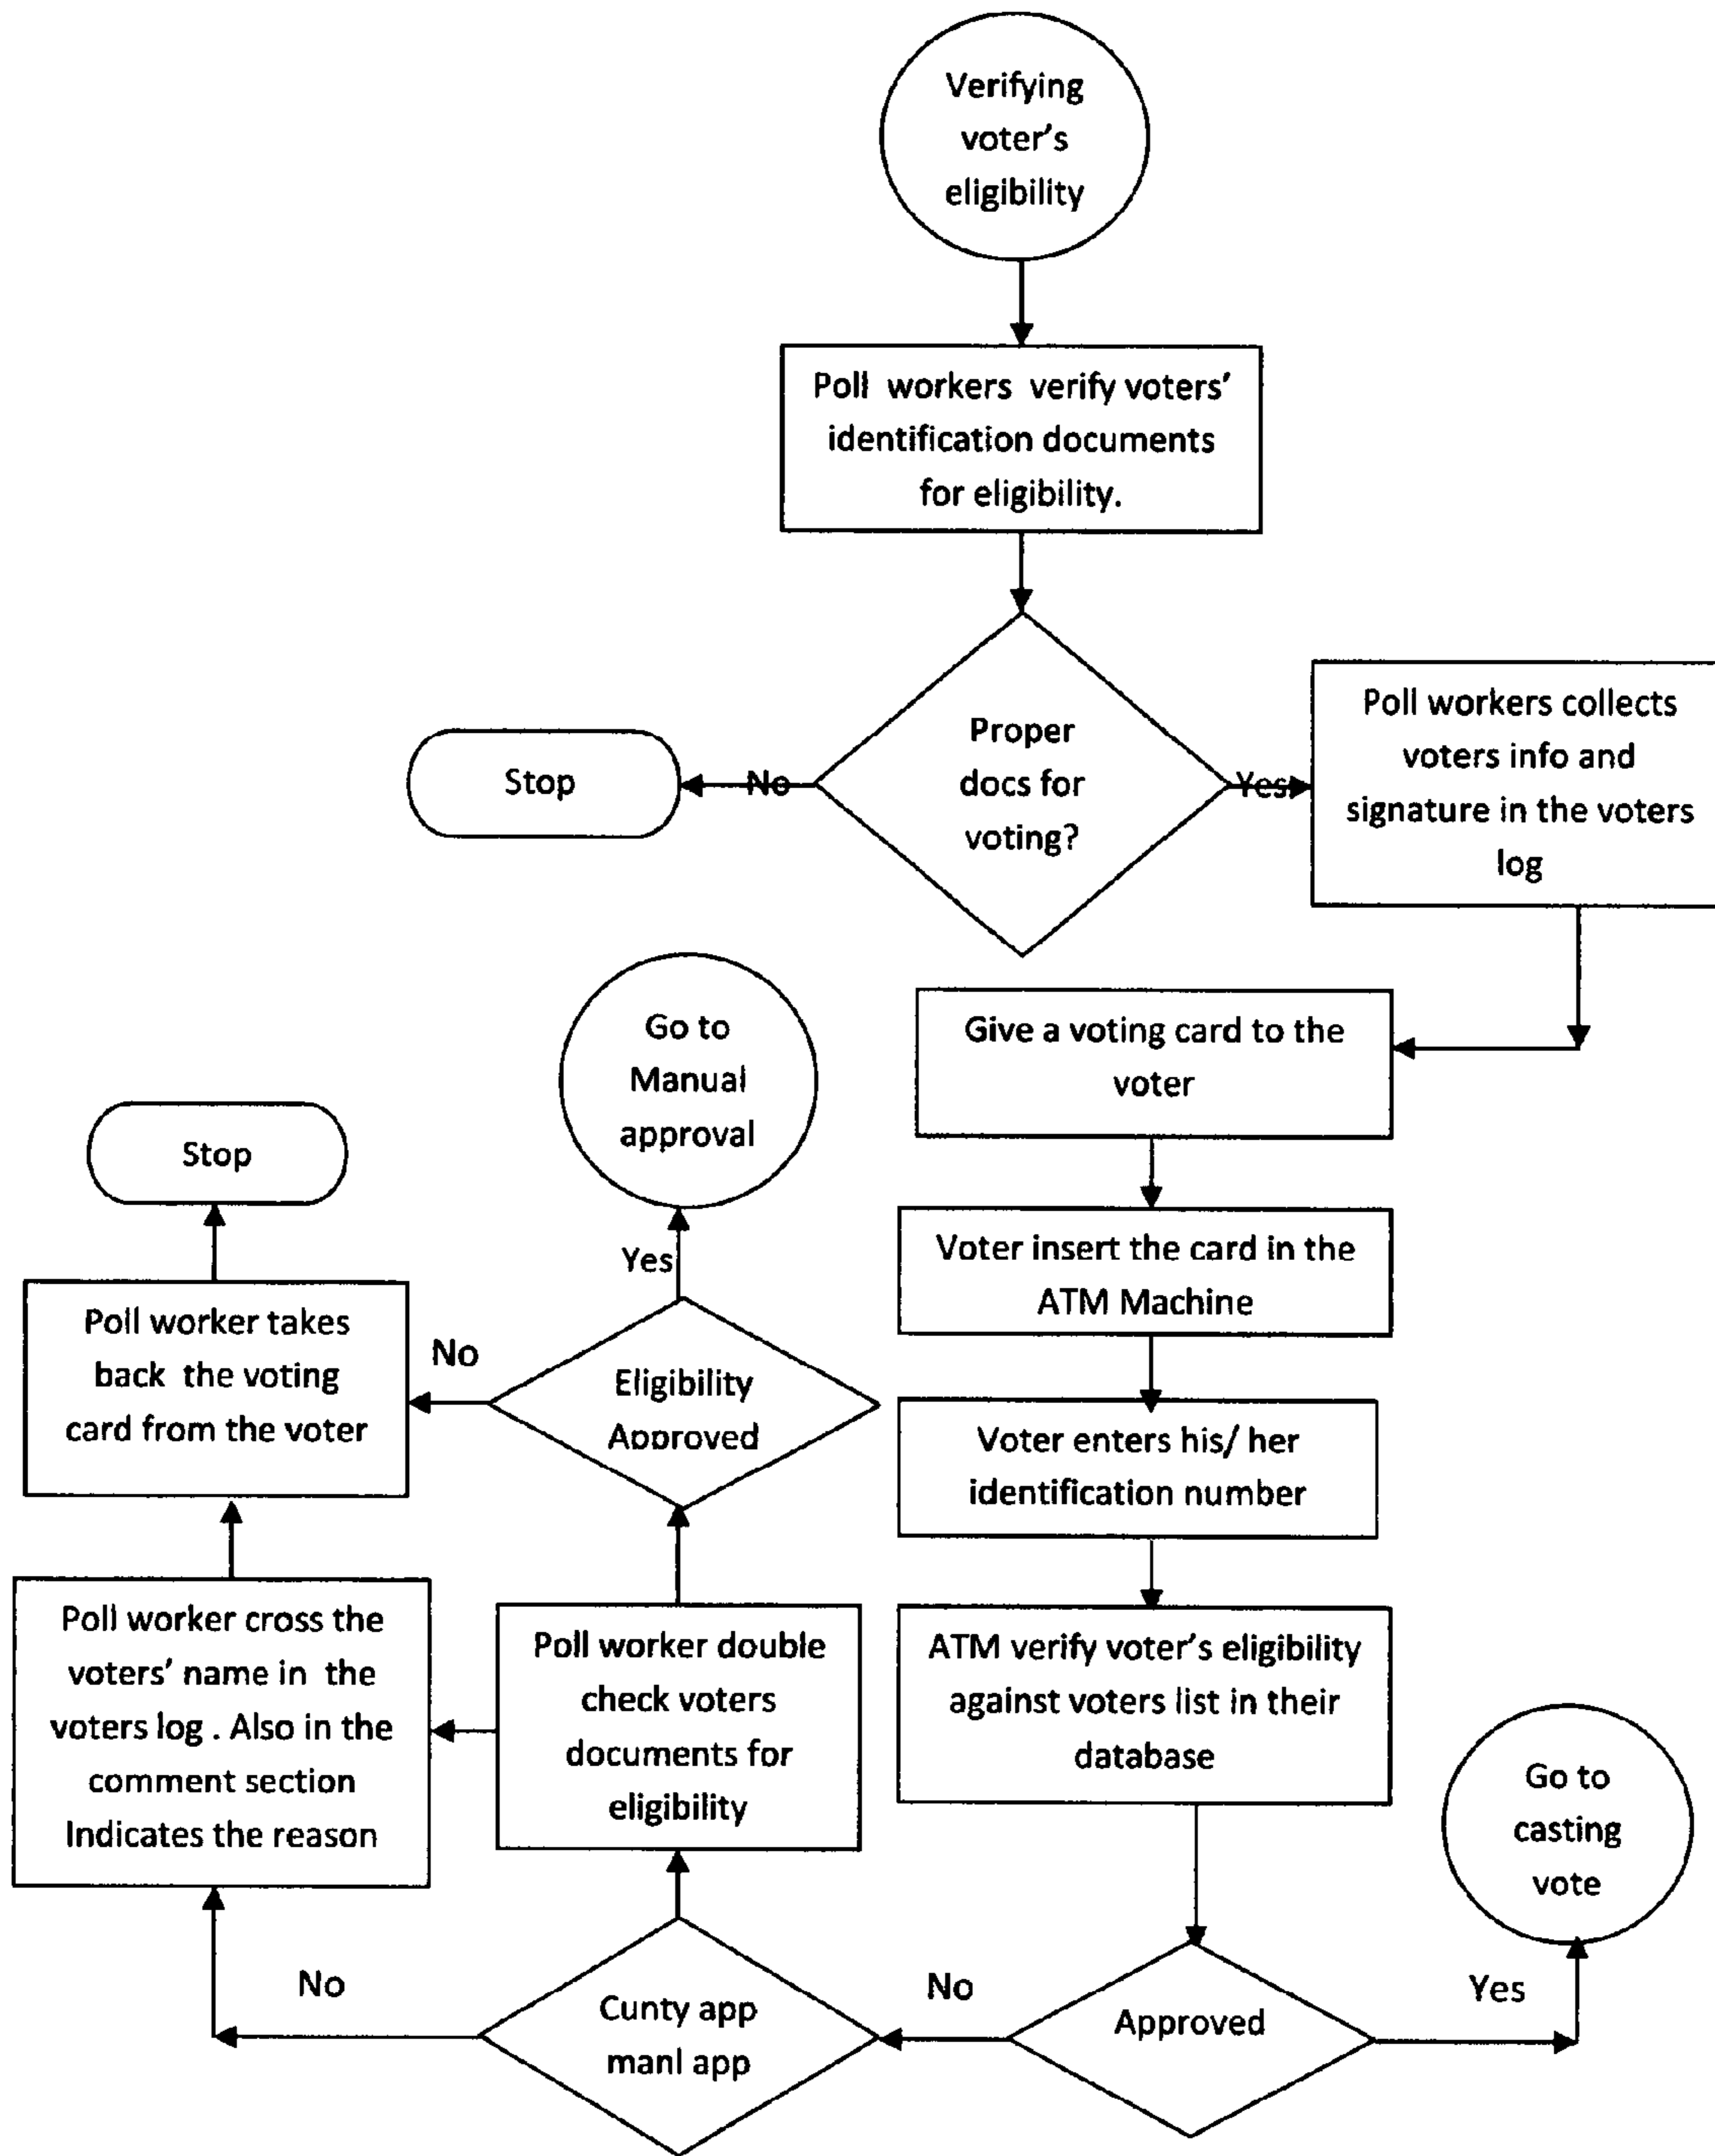 Verifying
voter's
eligibility
Poll workers verify voters'
identification documents
for eligibility.
Proper
docs for
voting?
No
Stop
Yes
Poll workers collects
voters info and
signature in the voters
log
Give a voting card to the
voter
Voter insert the card in the
ATM Machine
Voter enters his/ her
identification number
ATM verify voter's eligibility
against voters list in their
database
Approved
Yes
Go to
casting
vote
No
Cunty app
manl app
No
Poll worker double
check voters
documents for
eligibility
Poll worker cross the
voters' name in the
voters log . Also in the
comment section
Indicates the reason
Eligibility
Approved
Yes
Go to
Manual
approval
No
Poll worker takes
back the voting
card from the voter
Stop